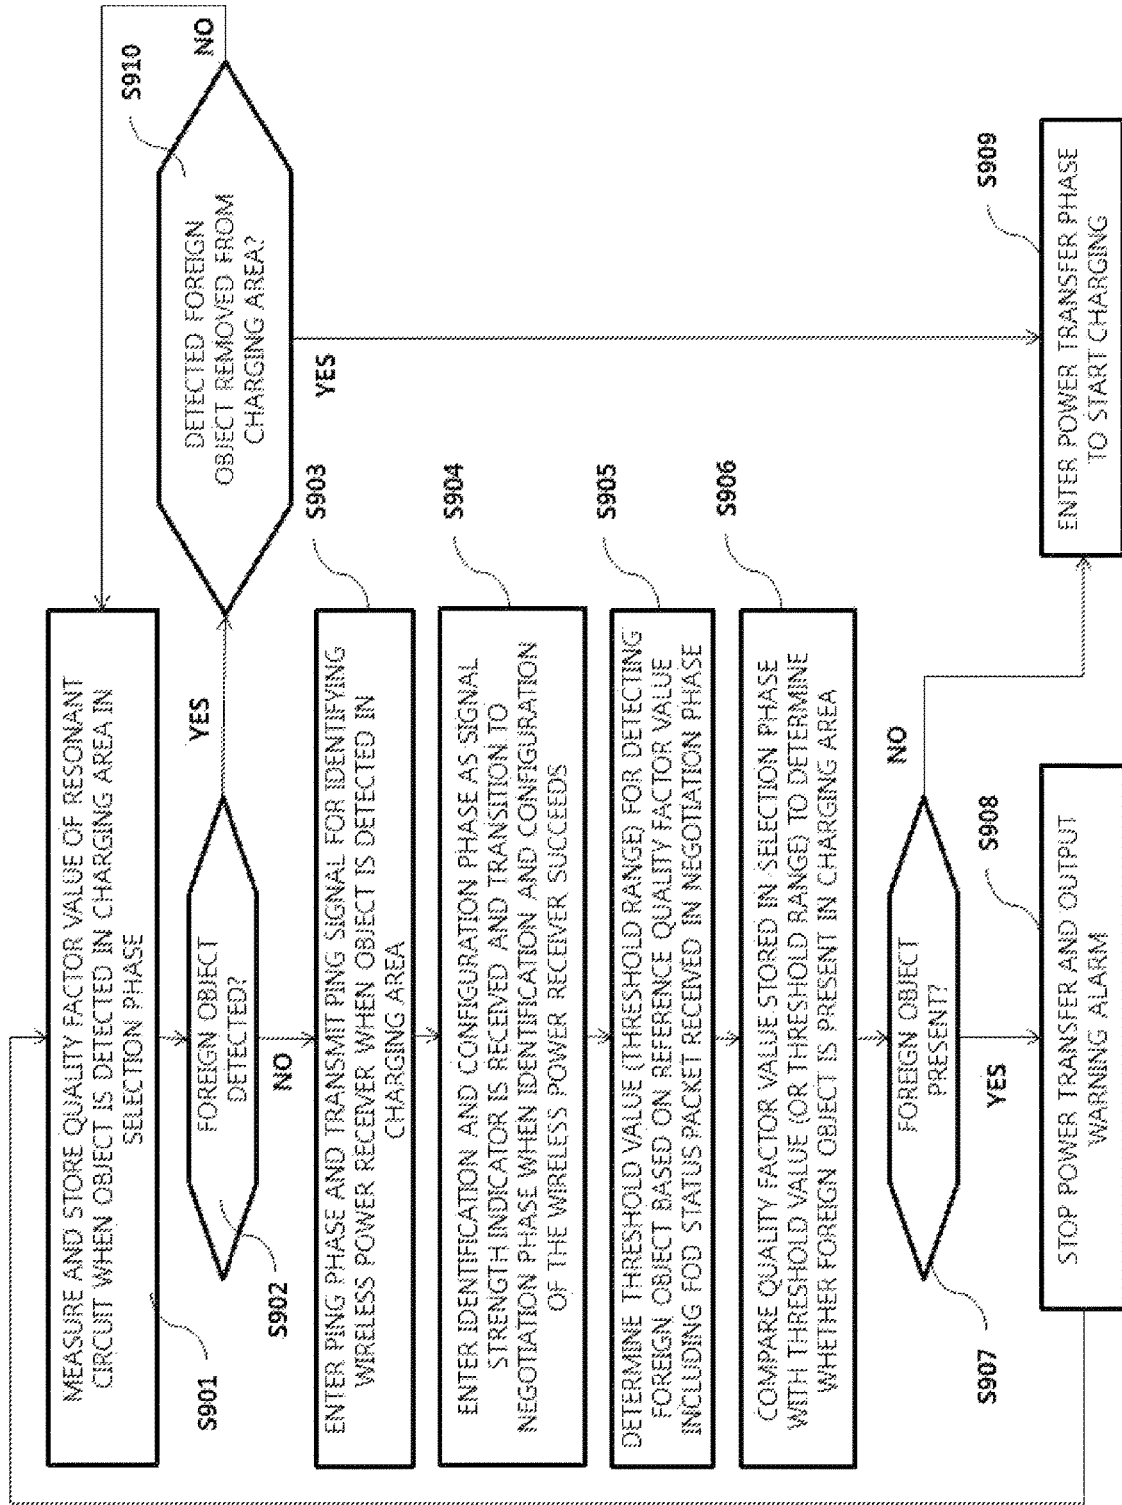 MEASURE AND STORE QUALITY FACTOR VALUE OF RESONANT
CIRCUIT WHEN OBJECT IS DETECTED IN CHARGING AREA IN
SELECTION PHASE
S901
FOREIGN OBJECT
DETECTED?
S902
YES
NO
DETECTED FOREIGN
OBJECT REMOVED FROM
CHARGING AREA?
S910
NO
YES
ENTER PING PHASE AND TRANSMIT PING SIGNAL FOR IDENTIFYING
WIRELESS POWER RECEIVER WHEN OBJECT IS DETECTED IN
CHARGING AREA
S903
ENTER IDENTIFICATION AND CONFIGURATION PHASE AS SIGNAL
STRENGTH INDICATOR IS RECEIVED AND TRANSITION TO
NEGOTIATION PHASE WHEN IDENTIFICATION AND CONFIGURATION
OF THE WIRELESS POWER RECEIVER SUCCEEDS
S904
DETERMINE THRESHOLD VALUE (THRESHOLD RANGE) FOR DETECTING
FOREIGN OBJECT BASED ON REFERENCE QUALITY FACTOR VALUE
INCLUDING FOD STATUS PACKET RECEIVED IN NEGOTIATION PHASE
S905
COMPARE QUALITY FACTOR VALUE STORED IN SELECTION PHASE
WITH THRESHOLD VALUE (OR THRESHOLD RANGE) TO DETERMINE
WHETHER FOREIGN OBJECT IS PRESENT IN CHARGING AREA
S906
FOREIGN OBJECT
PRESENT?
S907
NO
YES
STOP POWER TRANSFER AND OUTPUT
WARNING ALARM
S908
ENTER POWER TRANSFER PHASE
TO START CHARGING
S909